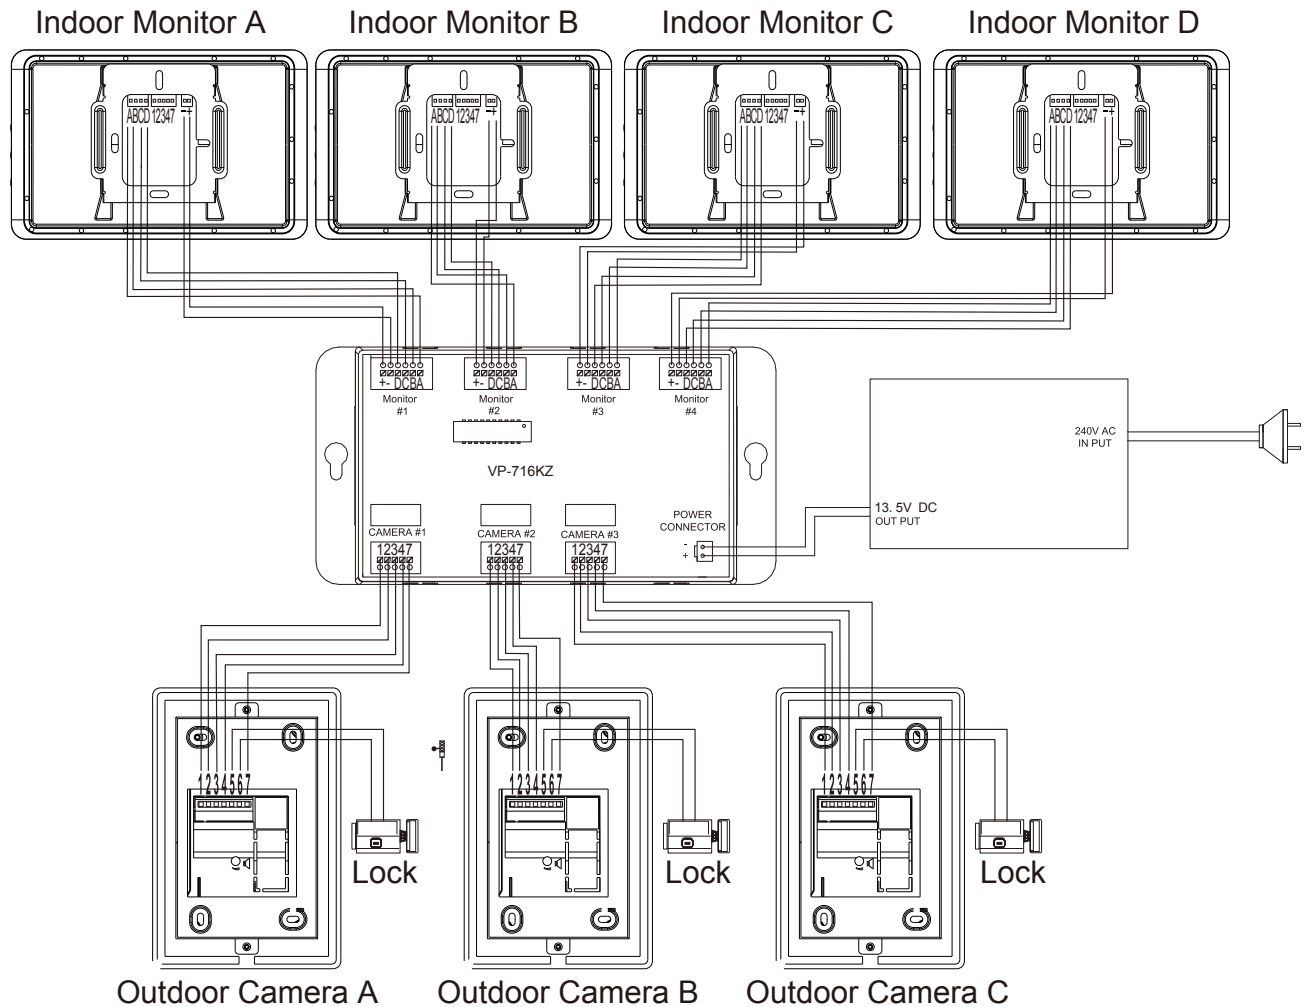 Indoor Monitor A
Indoor Monitor B
Indoor Monitor C
Indoor Monitor D
ABCD 12347 -+
ABCD 12347 -+
ABCD 12347 -+
ABCD 12347 -+
+- DCBA
+- DCBA
+- DCBA
+- DCBA
Monitor
#1
Monitor
#2
Monitor
#3
Monitor
#4
VP-716KZ
240V AC
IN PUT
13. 5V DC
OUT PUT
POWER
CONNECTOR
-
+
CAMERA #1
CAMERA #2
CAMERA #3
12347
12347
12347
1234567
1234567
1234567
Lock
Lock
Lock
Outdoor Camera A
Outdoor Camera B
Outdoor Camera C